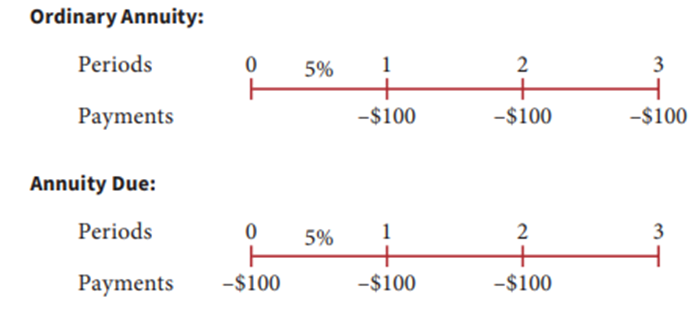 Ordinary Annuity:
Periods 0 5% 1 2 3
Payments –$100 –$100 –$100
Annuity Due:
Periods 0 5% 1 2 3
Payments –$100 –$100 –$100